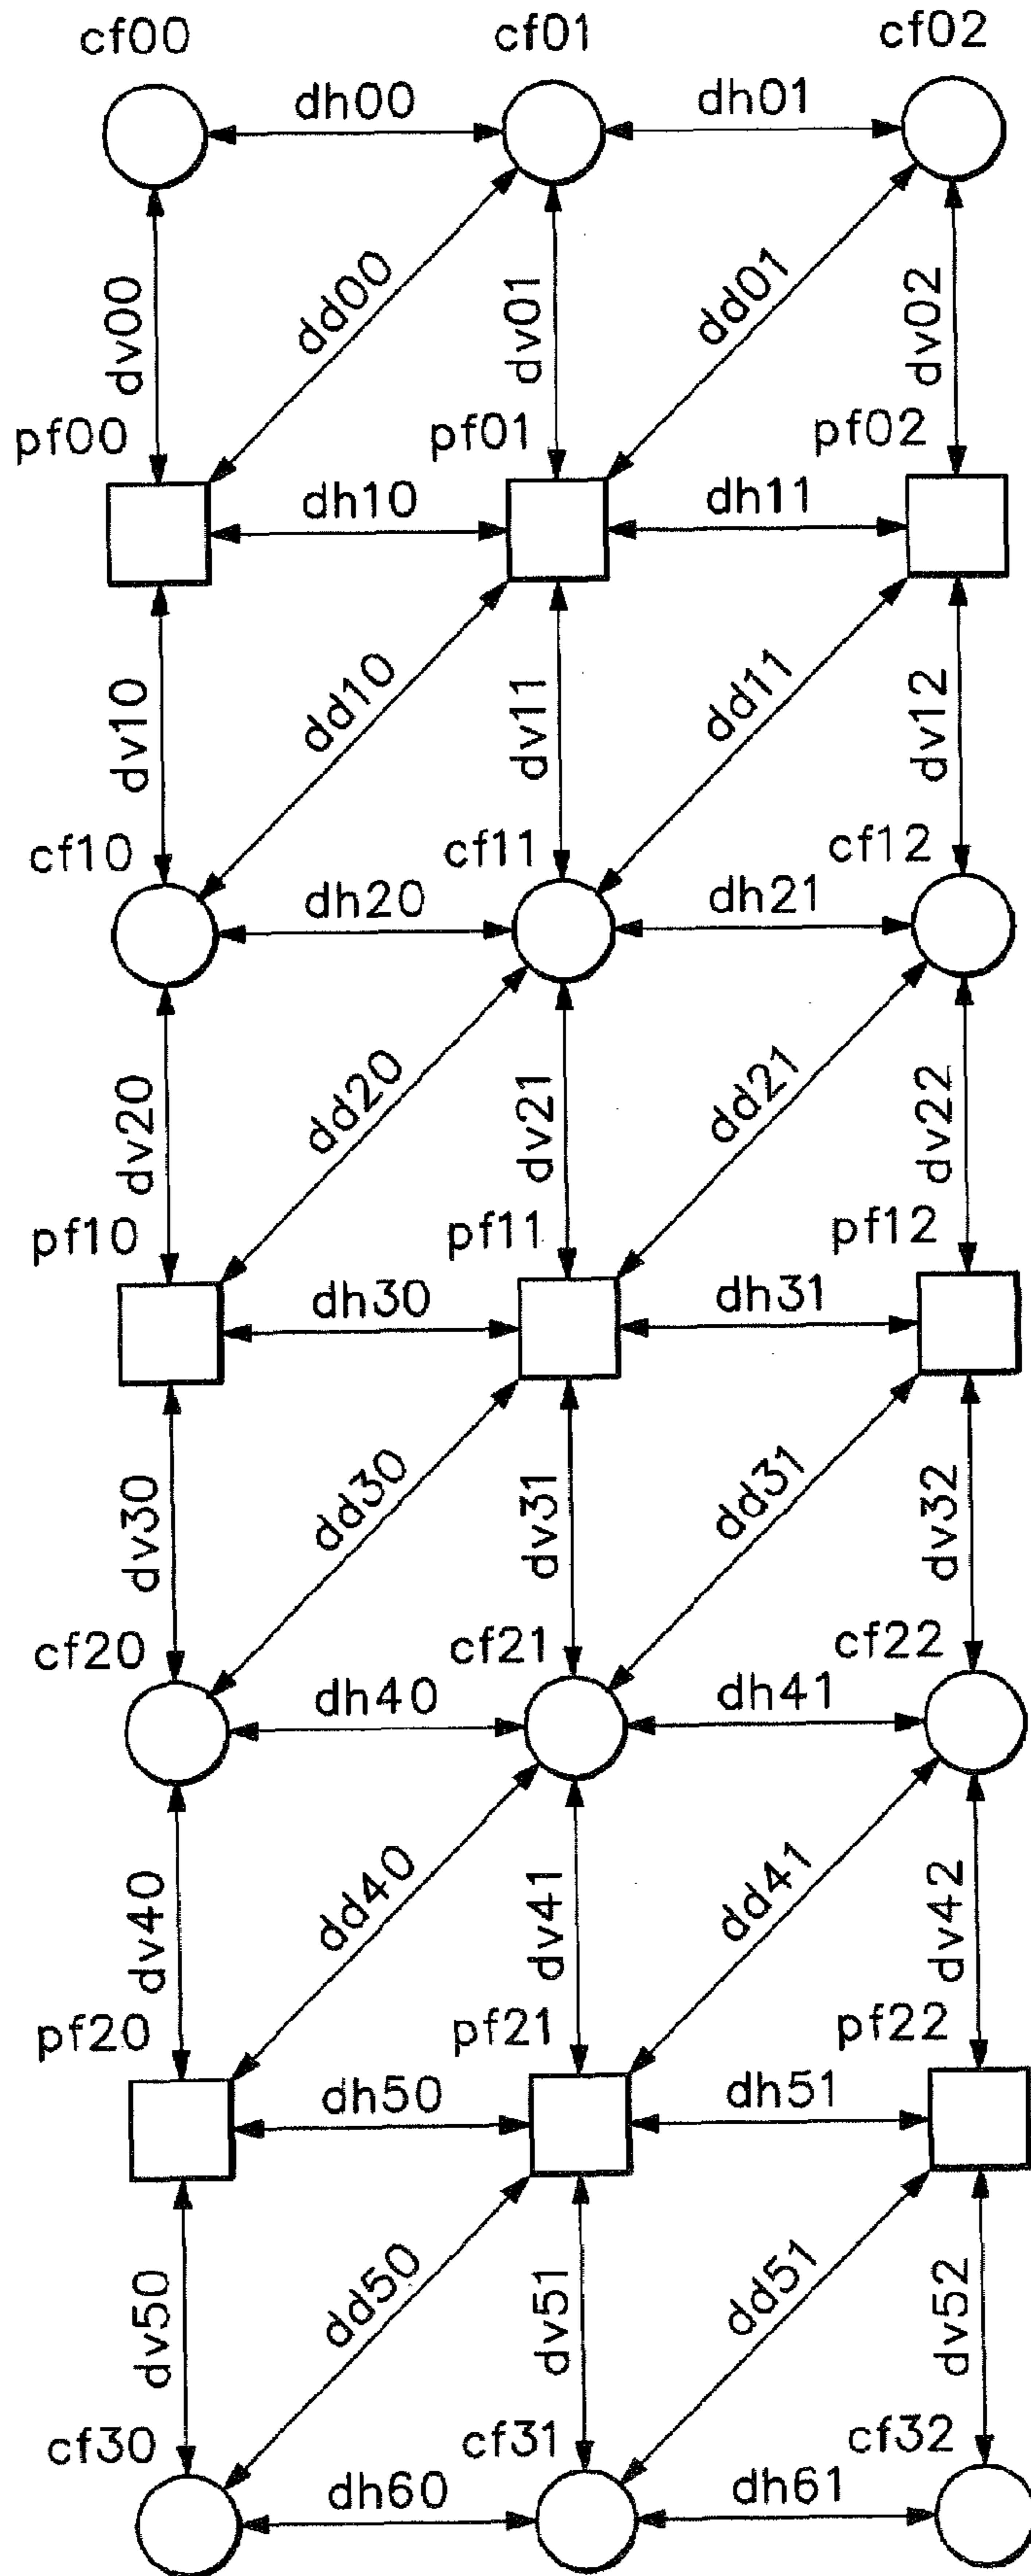 cf00 cf01 cf02
dh00 dh01
dv00 dd00 dv01 dd01 dv02
pf00 pf01 pf02
dh10 dh11
dv10 dd10 dv11 dd11 dv12
cf10 cf11 cf12
dh20 dh21
dv20 dd20 dv21 dd21 dv22
pf10 pf11 pf12
dh30 dh31
dv30 dd30 dv31 dd31 dv32
cf20 cf21 cf22
dh40 dh41
dv40 dd40 dv41 dd41 dv42
pf20 pf21 pf22
dh50 dh51
dv50 dd50 dv51 dd51 dv52
cf30 cf31 cf32
dh60 dh61